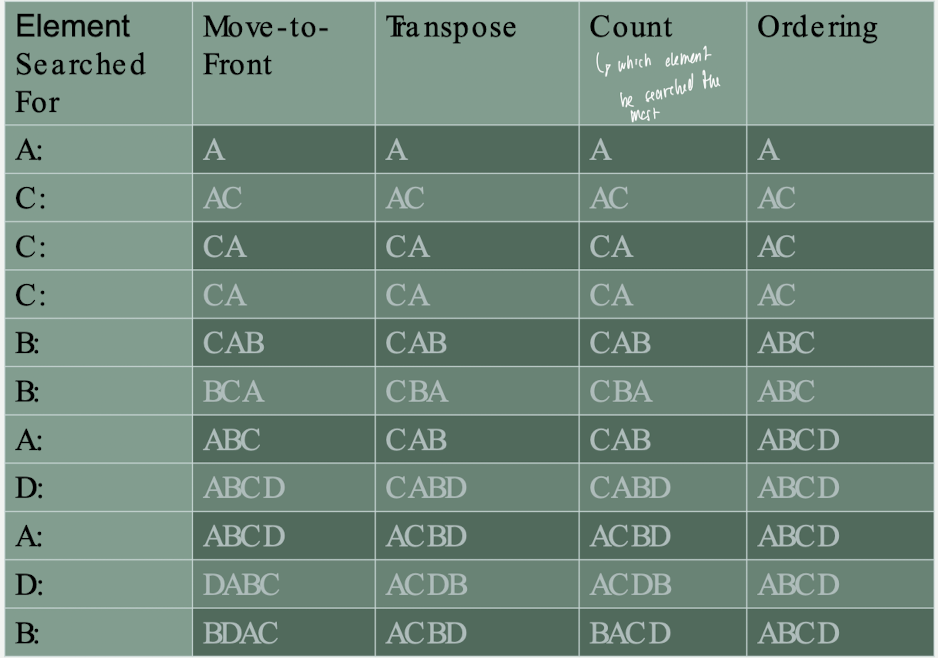 Element Searched For Move-to-Front Transpose Count Ordering
↳ which element
be searched the
most
A: A A A A
C: AC AC AC AC
C: CA CA CA AC
C: CA CA CA AC
B: CAB CAB CAB ABC
B: BCA CBA CBA ABC
A: ABC CAB CAB ABCD
D: ABCD CABD CABD ABCD
A: ABCD ACBD ACBD ABCD
D: DABC ACDB ACDB ABCD
B: BDAC ACBD BACD ABCD